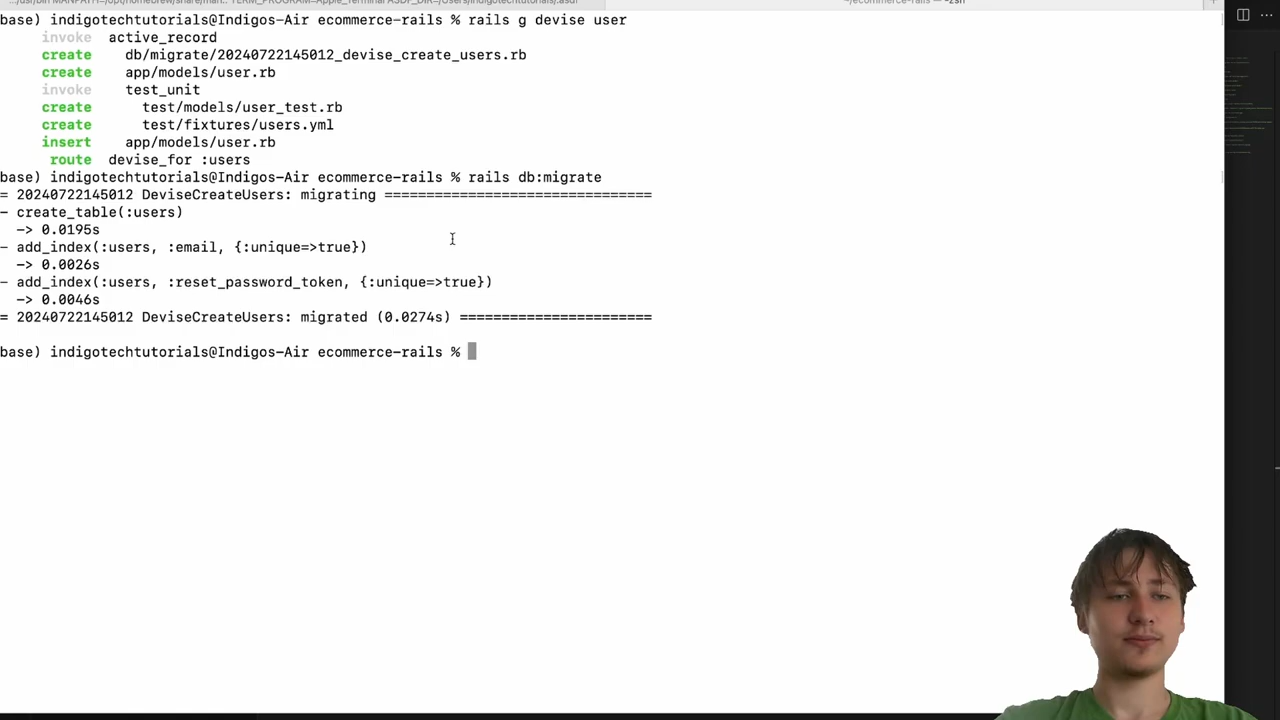 base) indigotechtutorials@Indigos-Air ecommerce-rails % rails g devise user
invoke  active_record
create    db/migrate/20240722145012_devise_create_users.rb
create    app/models/user.rb
invoke    test_unit
create      test/models/user_test.rb
create      test/fixtures/users.yml
insert    app/models/user.rb
route  devise_for :users
base) indigotechtutorials@Indigos-Air ecommerce-rails % rails db:migrate
= 20240722145012 DeviseCreateUsers: migrating ================================
- create_table(:users)
-> 0.0195s
- add_index(:users, :email, {:unique=>true})
-> 0.0026s
- add_index(:users, :reset_password_token, {:unique=>true})
-> 0.0046s
= 20240722145012 DeviseCreateUsers: migrated (0.0274s) =======================
base) indigotechtutorials@Indigos-Air ecommerce-rails %